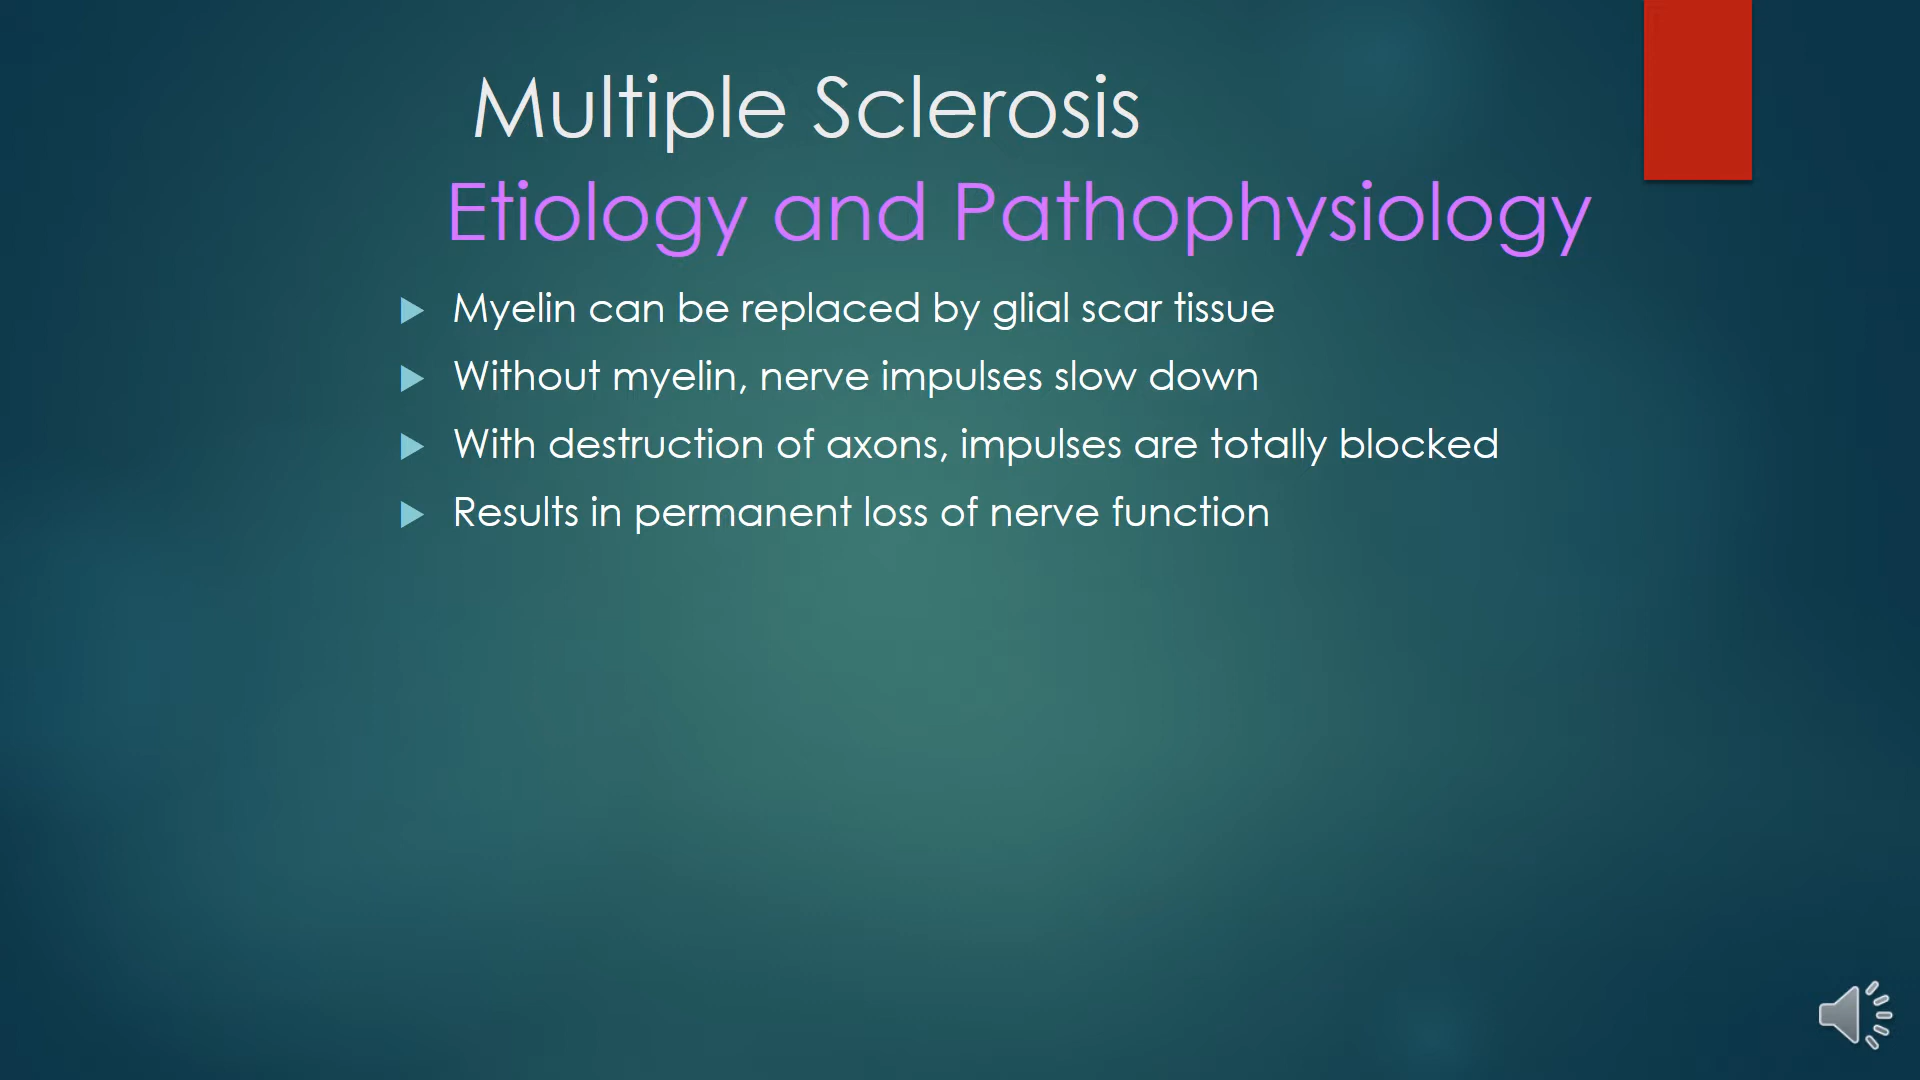 Multiple Sclerosis
Etiology and Pathophysiology
Myelin can be replaced by glial scar tissue
Without myelin, nerve impulses slow down
With destruction of axons, impulses are totally blocked
Results in permanent loss of nerve function